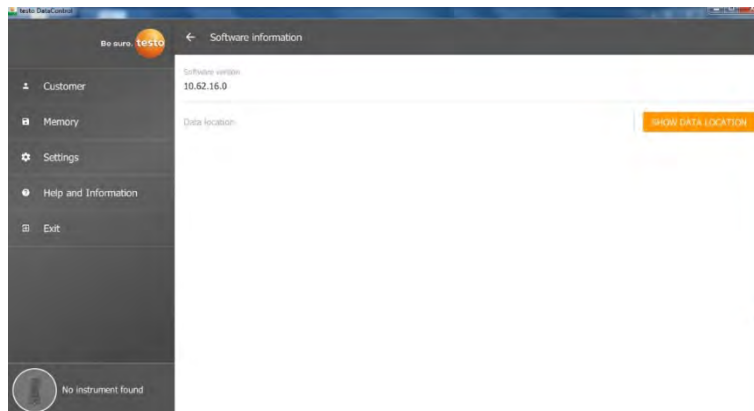 testo DataControl
Be sure. testo
← Software information
Customer
Memory
Settings
Help and Information
Exit
No instrument found
Software version
10.62.16.0
Data location
SHOW DATA LOCATION